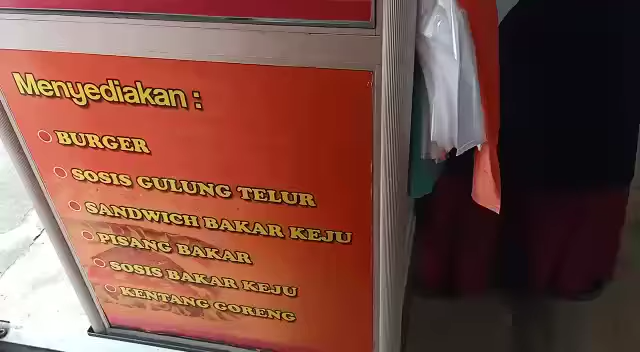 Menyediakan :
BURGER
SOSIS GULUNG TELUR
SANDWICH BAKAR KEJU
PISANG BAKAR
SOSIS BAKAR KEJU
KENTANG GORENG